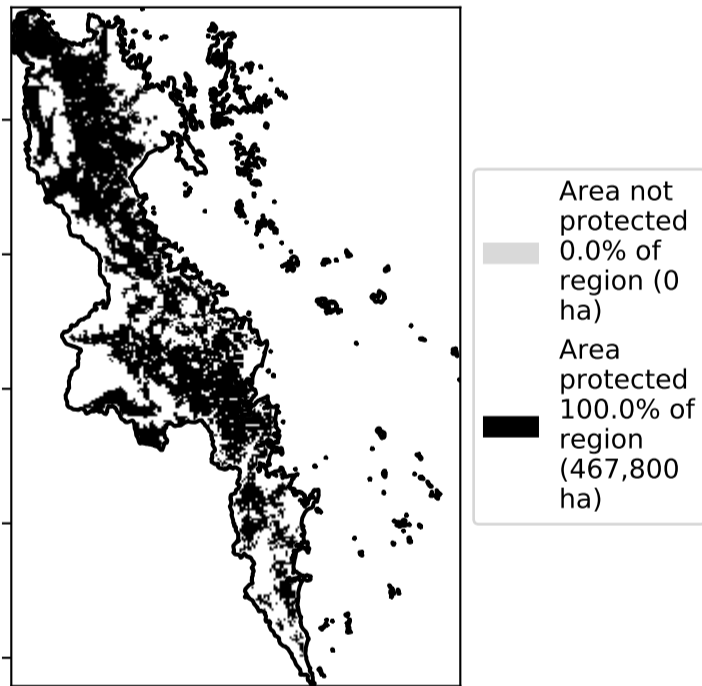 Area not
protected
0.0% of
region (0
ha)
Area
protected
100.0% of
region
(467,800
ha)